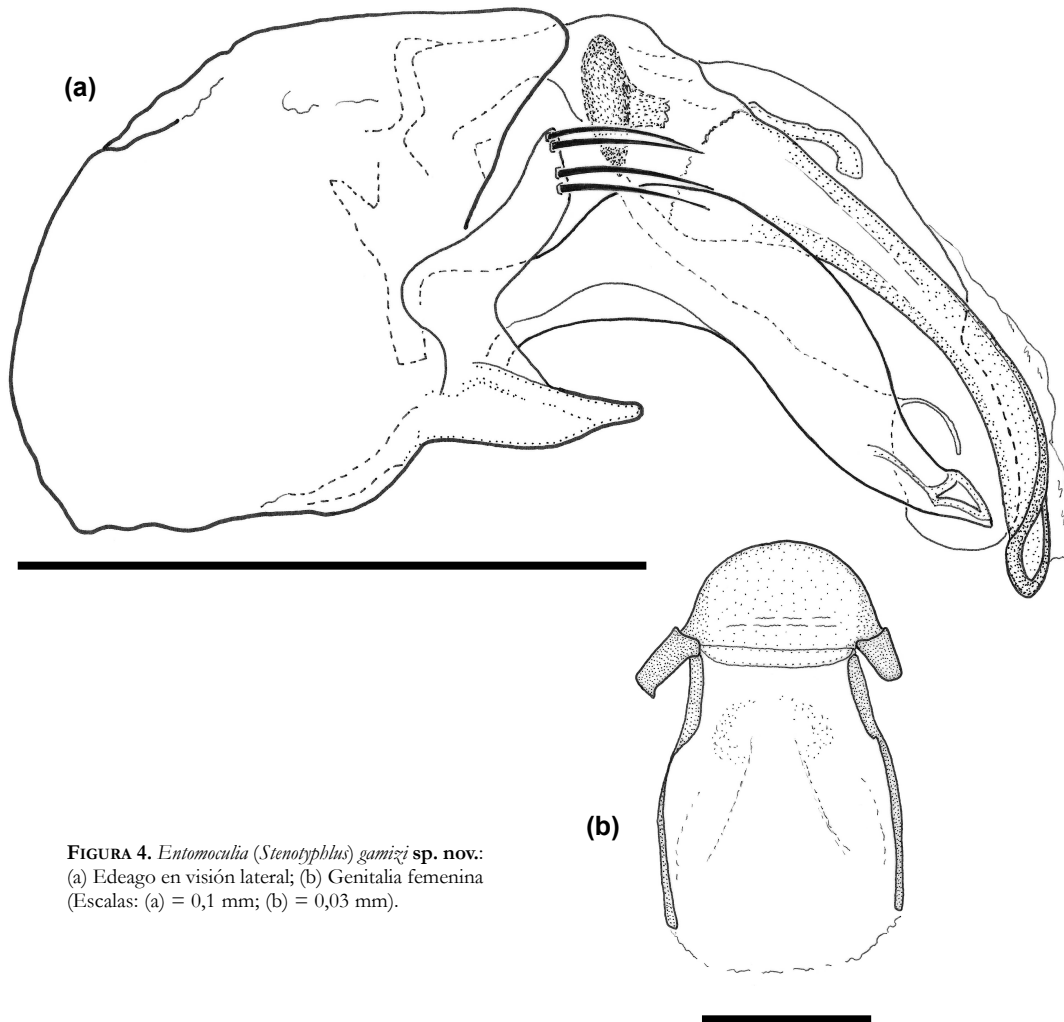 (a)
(b)
FIGURA 4. Entomoculia (Stenotyphlus) gamizi sp. nov.:
(a) Edeago en visión lateral; (b) Genitalia femenina
(Escalas: (a) = 0,1 mm; (b) = 0,03 mm).